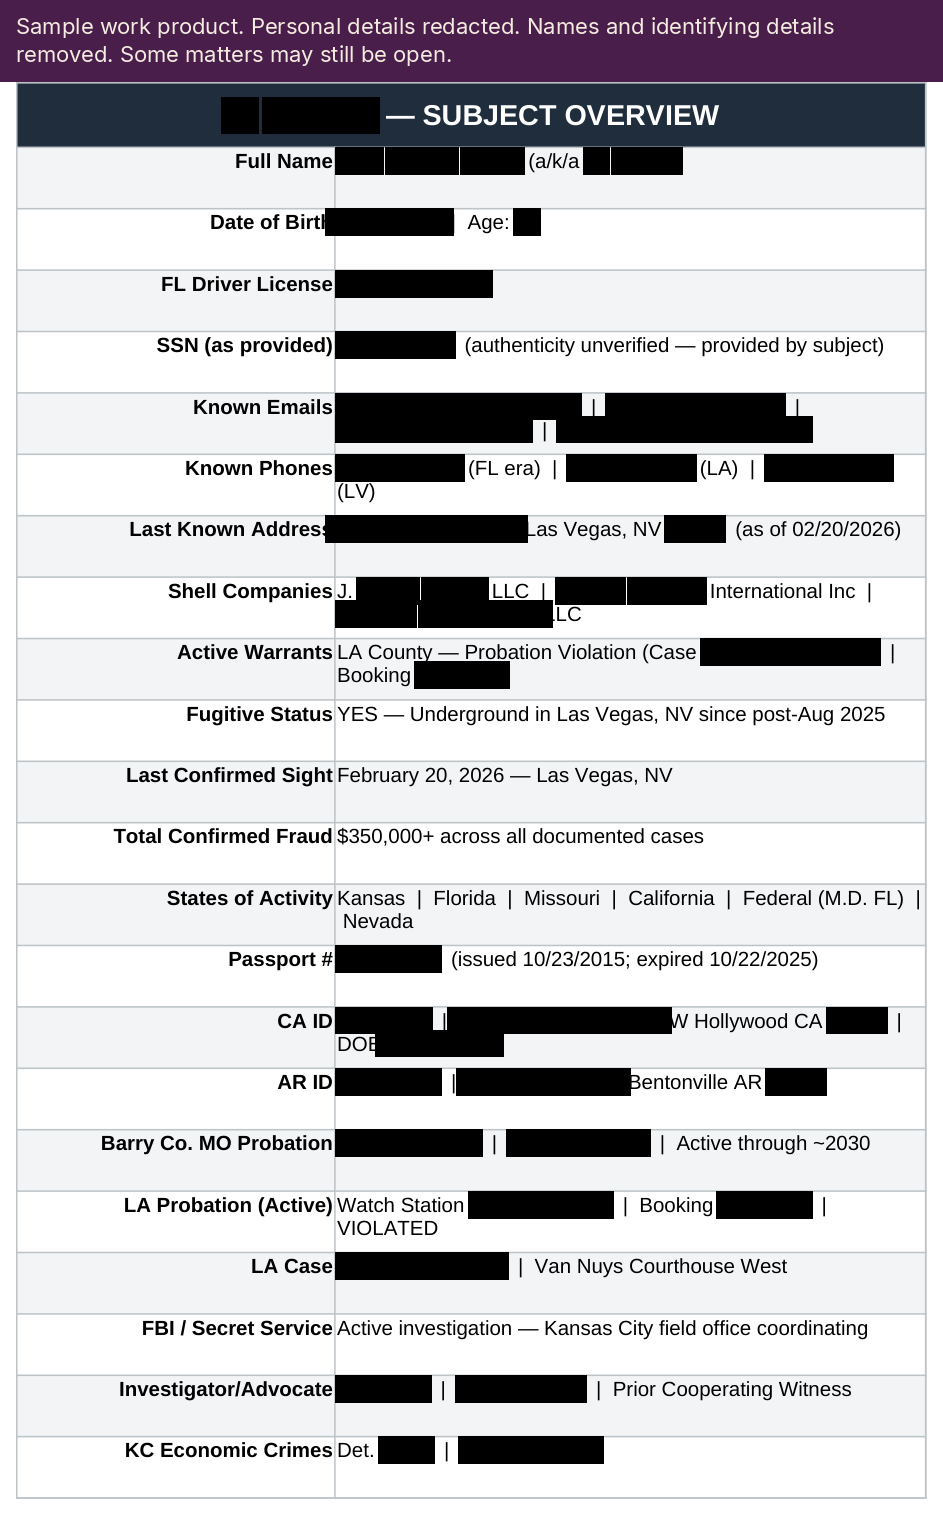 Sample work product. Personal details redacted. Names and identifying details
removed. Some matters may still be open.
— SUBJECT OVERVIEW
Full Name (a/k/a
Date of Birth Age:
FL Driver License
SSN (as provided) (authenticity unverified — provided by subject)
Known Emails | |
|
Known Phones (FL era) | (LA) |
(LV)
Last Known Address Las Vegas, NV (as of 02/20/2026)
Shell Companies J. LLC | International Inc |
LLC
Active Warrants LA County — Probation Violation (Case |
Booking
Fugitive Status YES — Underground in Las Vegas, NV since post-Aug 2025
Last Confirmed Sight February 20, 2026 — Las Vegas, NV
Total Confirmed Fraud $350,000+ across all documented cases
States of Activity Kansas | Florida | Missouri | California | Federal (M.D. FL) |
Nevada
Passport # (issued 10/23/2015; expired 10/22/2025)
CA ID | W Hollywood CA |
DOB
AR ID | Bentonville AR
Barry Co. MO Probation | | Active through ~2030
LA Probation (Active) Watch Station | Booking |
VIOLATED
LA Case | Van Nuys Courthouse West
FBI / Secret Service Active investigation — Kansas City field office coordinating
Investigator/Advocate | | Prior Cooperating Witness
KC Economic Crimes Det. |